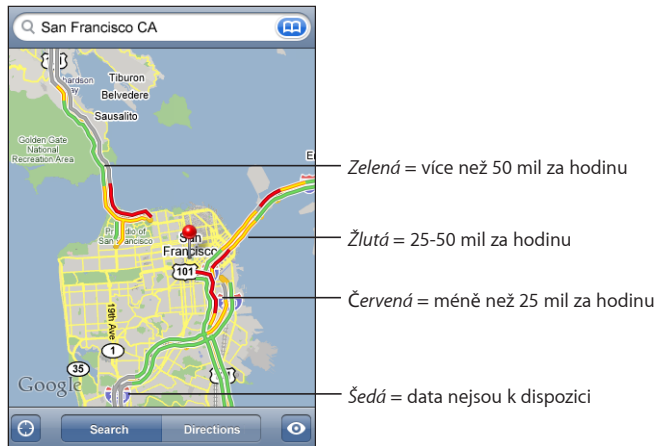 San Francisco CA
101
Tiburon
Belvedere
Sausalito
Golden Gate
National
Recreation Area
Zelená = více než 50 mil za hodinu
San
Francisco
Žlutá = 25-50 mil za hodinu
101
Červená = méně než 25 mil za hodinu
19th Ave
1
35
Google
Šedá = data nejsou k dispozici
Search
Directions